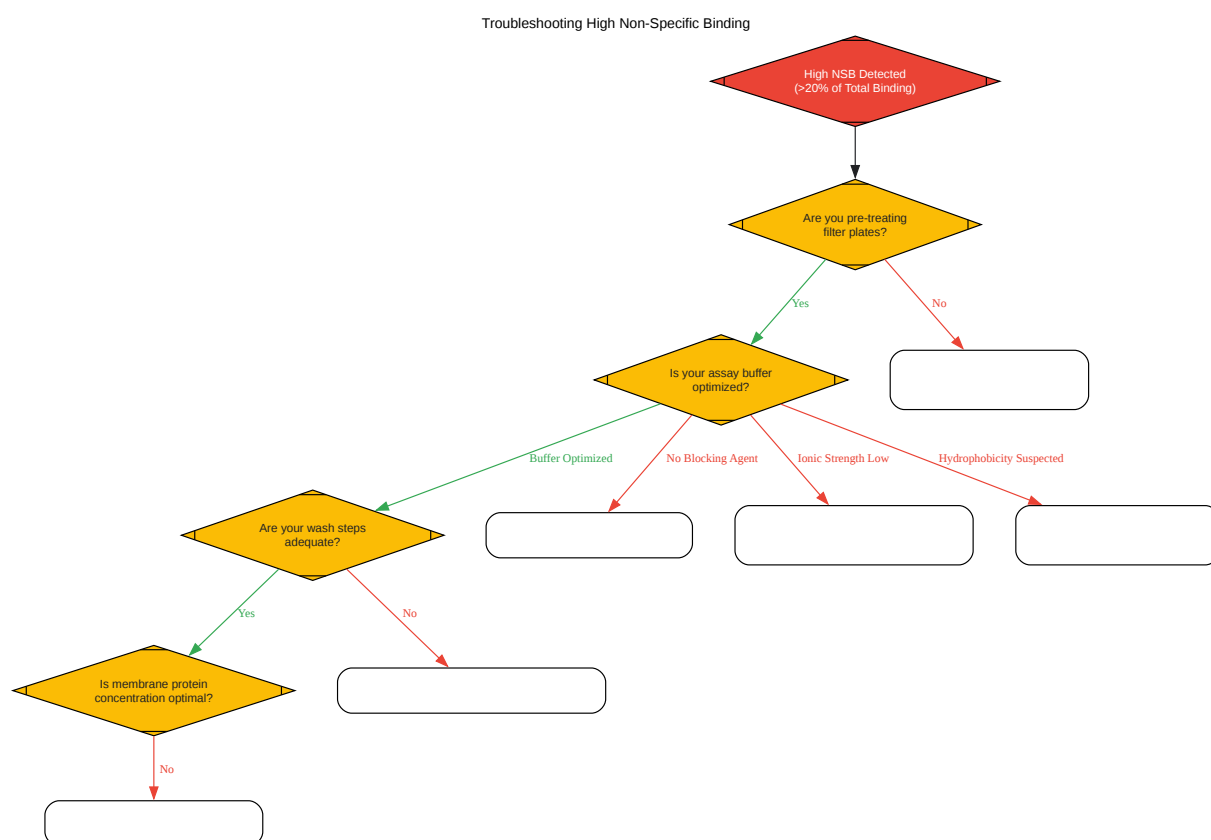 Troubleshooting High Non-Specific Binding
High NSB Detected
(>20% of Total Binding)
Are you pre-treating
filter plates?
Yes
No
Is your assay buffer
optimized?
Buffer Optimized
No Blocking Agent
Ionic Strength Low
Hydrophobicity Suspected
Are your wash steps
adequate?
Yes
No
Is membrane protein
concentration optimal?
No